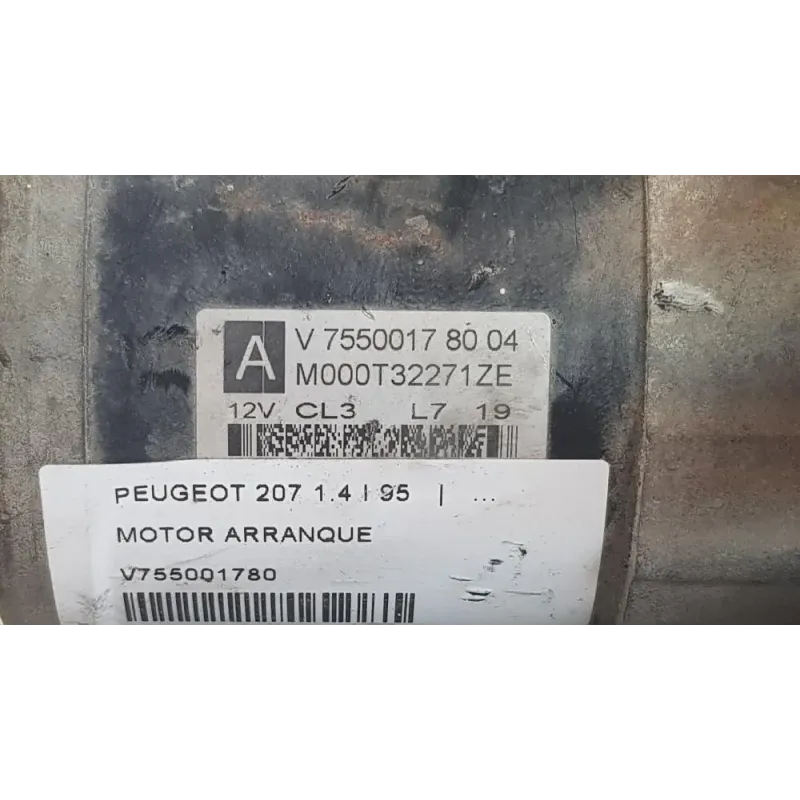 A
V 7550017 80 04
M000T32271ZE
12V CL3 L7 19
PEUGEOT 207 1.4 I 95 | ...
MOTOR ARRANQUE
V755001780